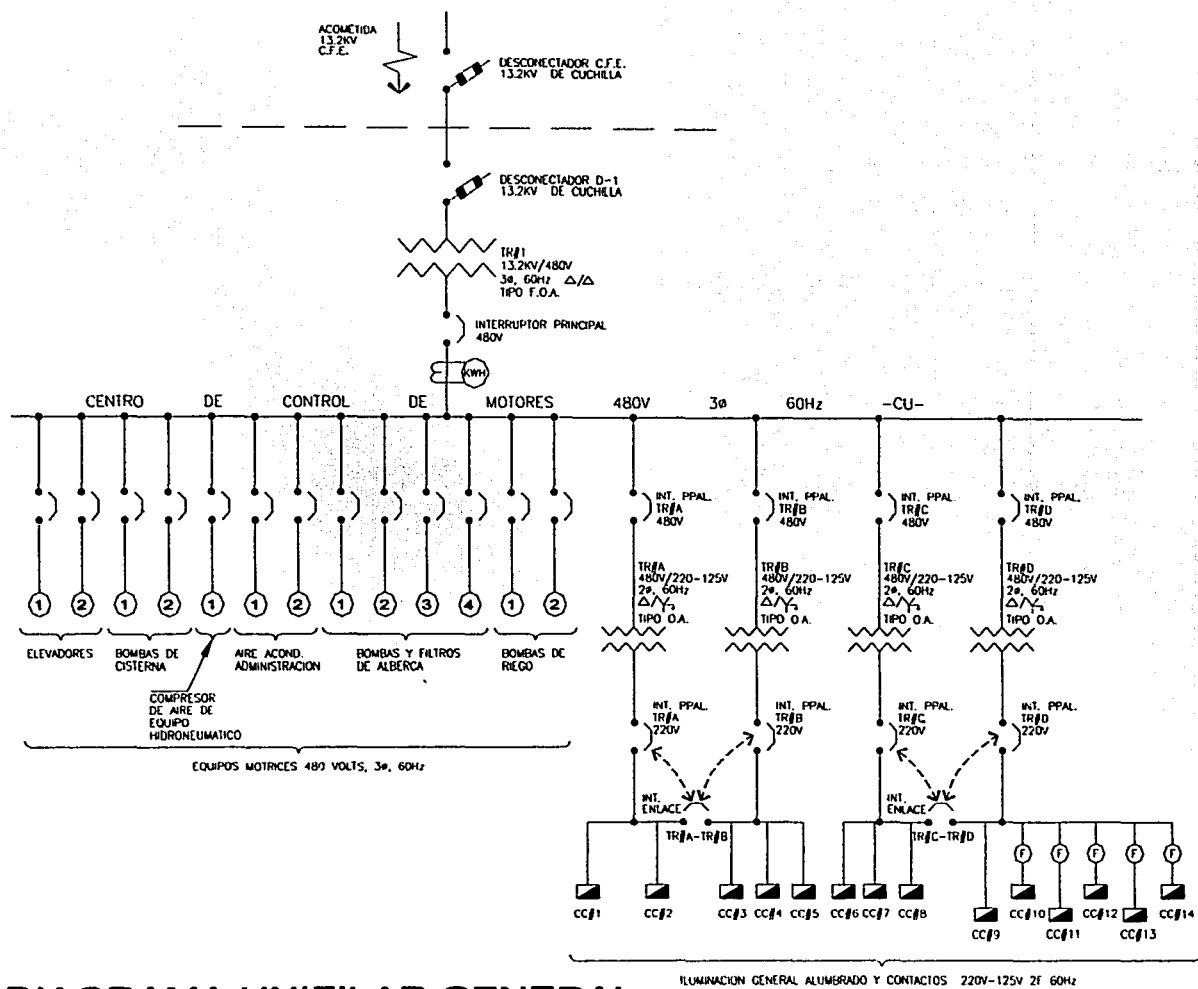 ACOMETIDA
13.2KV
C.F.E.
DESCONECTADOR C.F.E.
13.2KV DE CUCHILLA
DESCONECTADOR D-1
13.2KV DE CUCHILLA
TR#1
13.2KV/480V
3ø, 60Hz △/△
TIPO F.O.A.
INTERRUPTOR PRINCIPAL
480V
KWH
CENTRO DE CONTROL DE MOTORES 480V 3ø 60Hz -CU-
INT. PPAL.
TR#A
480V
INT. PPAL.
TR#B
480V
INT. PPAL.
TR#C
480V
INT. PPAL.
TR#D
480V
TR#A
480V/220-125V
2ø, 60Hz
△/Y
TIPO O.A.
TR#B
480V/220-125V
2ø, 60Hz
△/Y
TIPO O.A.
TR#C
480V/220-125V
2ø, 60Hz
△/Y
TIPO O.A.
TR#D
480V/220-125V
2ø, 60Hz
△/Y
TIPO O.A.
1 2 1 2 1 1 2 1 2 3 4 1 2
ELEVADORES
BOMBAS DE
CISTERNA
AIRE ACOND.
ADMINISTRACION
BOMBAS Y FILTROS
DE ALBERCA
BOMBAS DE
RIEGO
COMPRESOR
DE AIRE DE
EQUIPO
HIDRONEUMATICO
EQUIPOS MOTRICES 480 VOLTS, 3ø, 60Hz
INT. PPAL.
TR#A
220V
INT. PPAL.
TR#B
220V
INT. PPAL.
TR#C
220V
INT. PPAL.
TR#D
220V
INT.
ENLACE
TR#A-TR#B
INT.
ENLACE
TR#C-TR#D
F F F F F
CC#1 CC#2 CC#3 CC#4 CC#5 CC#6 CC#7 CC#8 CC#9 CC#10 CC#11 CC#12 CC#13 CC#14
ILUMINACION GENERAL ALUMBRADO Y CONTACTOS 220V-125V 2F 60Hz
DIAGRAMA UNIFILAR GENERAL